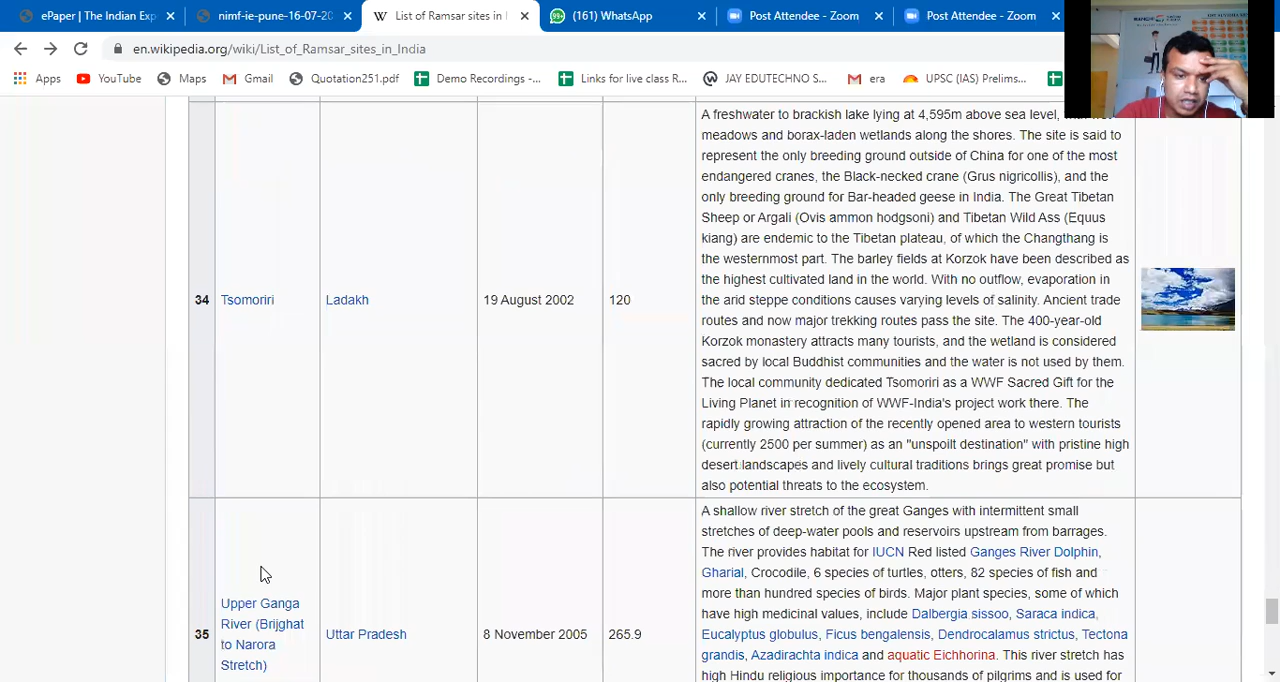 ePaper | The Indian Exp
nimf-ie-pune-16-07-20
List of Ramsar sites in I
99+
(161) WhatsApp
Post Attendee - Zoom
Post Attendee - Zoom
en.wikipedia.org/wiki/List_of_Ramsar_sites_in_India
Apps
YouTube
Maps
Gmail
Quotation251.pdf
Demo Recordings -...
Links for live class R...
JAY EDUTECHNO S...
era
UPSC (IAS) Prelims...
A freshwater to brackish lake lying at 4,595m above sea level,
meadows and borax-laden wetlands along the shores. The site is said to
represent the only breeding ground outside of China for one of the most
endangered cranes, the Black-necked crane (Grus nigricollis), and the
only breeding ground for Bar-headed geese in India. The Great Tibetan
Sheep or Argali (Ovis ammon hodgsoni) and Tibetan Wild Ass (Equus
kiang) are endemic to the Tibetan plateau, of which the Changthang is
the westernmost part. The barley fields at Korzok have been described as
the highest cultivated land in the world. With no outflow, evaporation in
34 Tsomoriri Ladakh 19 August 2002 120 the arid steppe conditions causes varying levels of salinity. Ancient trade
routes and now major trekking routes pass the site. The 400-year-old
Korzok monastery attracts many tourists, and the wetland is considered
sacred by local Buddhist communities and the water is not used by them.
The local community dedicated Tsomoriri as a WWF Sacred Gift for the
Living Planet in recognition of WWF-India's project work there. The
rapidly growing attraction of the recently opened area to western tourists
(currently 2500 per summer) as an "unspoilt destination" with pristine high
desert landscapes and lively cultural traditions brings great promise but
also potential threats to the ecosystem.
A shallow river stretch of the great Ganges with intermittent small
stretches of deep-water pools and reservoirs upstream from barrages.
The river provides habitat for IUCN Red listed Ganges River Dolphin,
Gharial, Crocodile, 6 species of turtles, otters, 82 species of fish and
more than hundred species of birds. Major plant species, some of which
have high medicinal values, include Dalbergia sissoo, Saraca indica,
Eucalyptus globulus, Ficus bengalensis, Dendrocalamus strictus, Tectona
grandis, Azadirachta indica and aquatic Eichhornia. This river stretch has
high Hindu religious importance for thousands of pilgrims and is used for
35
Upper Ganga
River (Brijghat
to Narora
Stretch)
Uttar Pradesh
8 November 2005
265.9